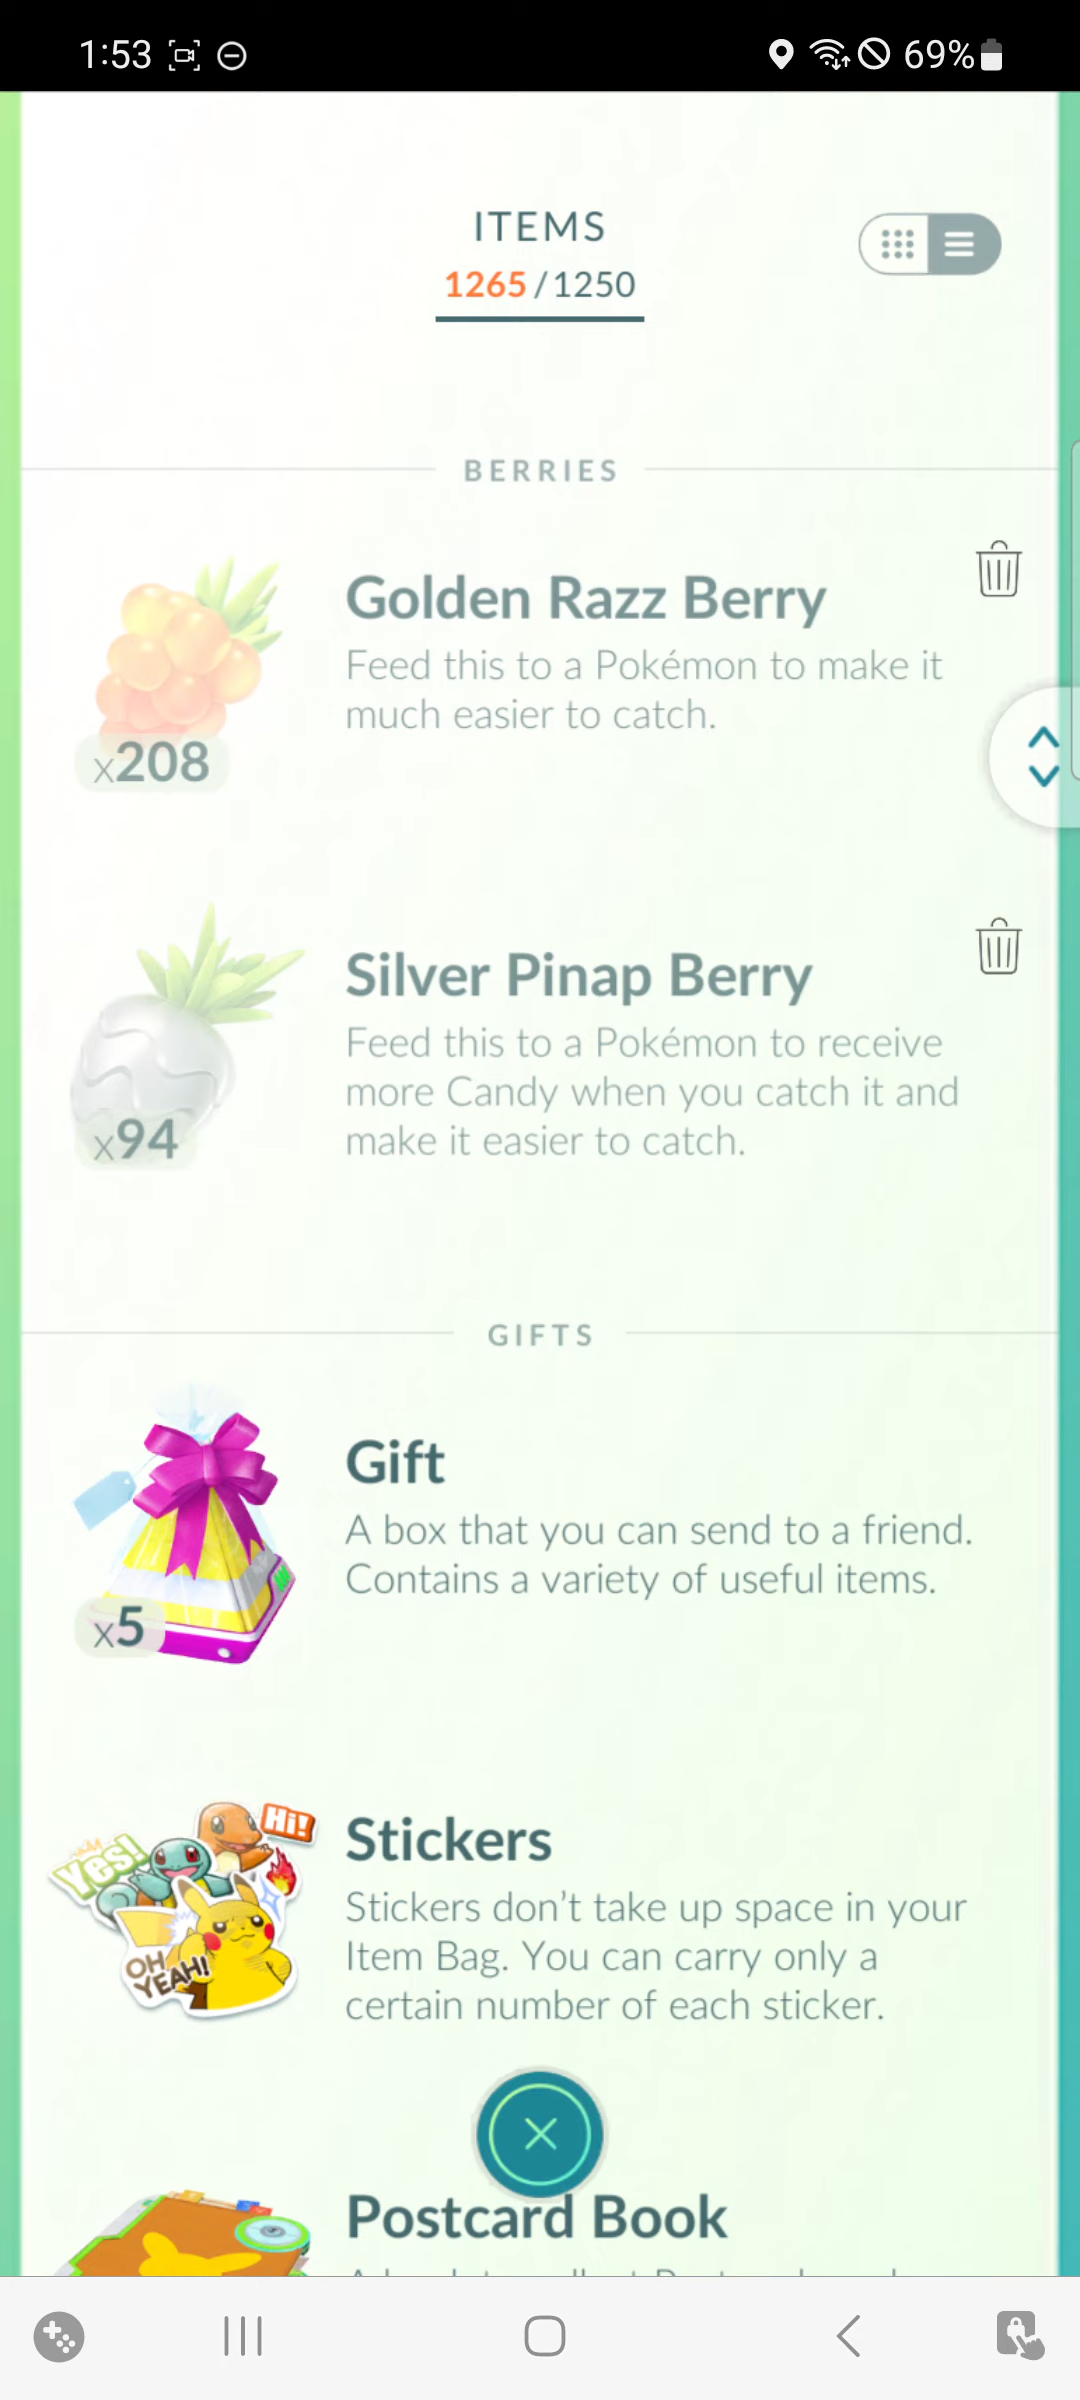 1:53
69%
ITEMS
1265/1250
BERRIES
Golden Razz Berry
Feed this to a Pokémon to make it
much easier to catch.
x208
Silver Pinap Berry
Feed this to a Pokémon to receive
more Candy when you catch it and
make it easier to catch.
x94
GIFTS
Gift
A box that you can send to a friend.
Contains a variety of useful items.
x5
Yes!
Hi!
OH
YEAH!
Stickers
Stickers don’t take up space in your
Item Bag. You can carry only a
certain number of each sticker.
Postcard Book